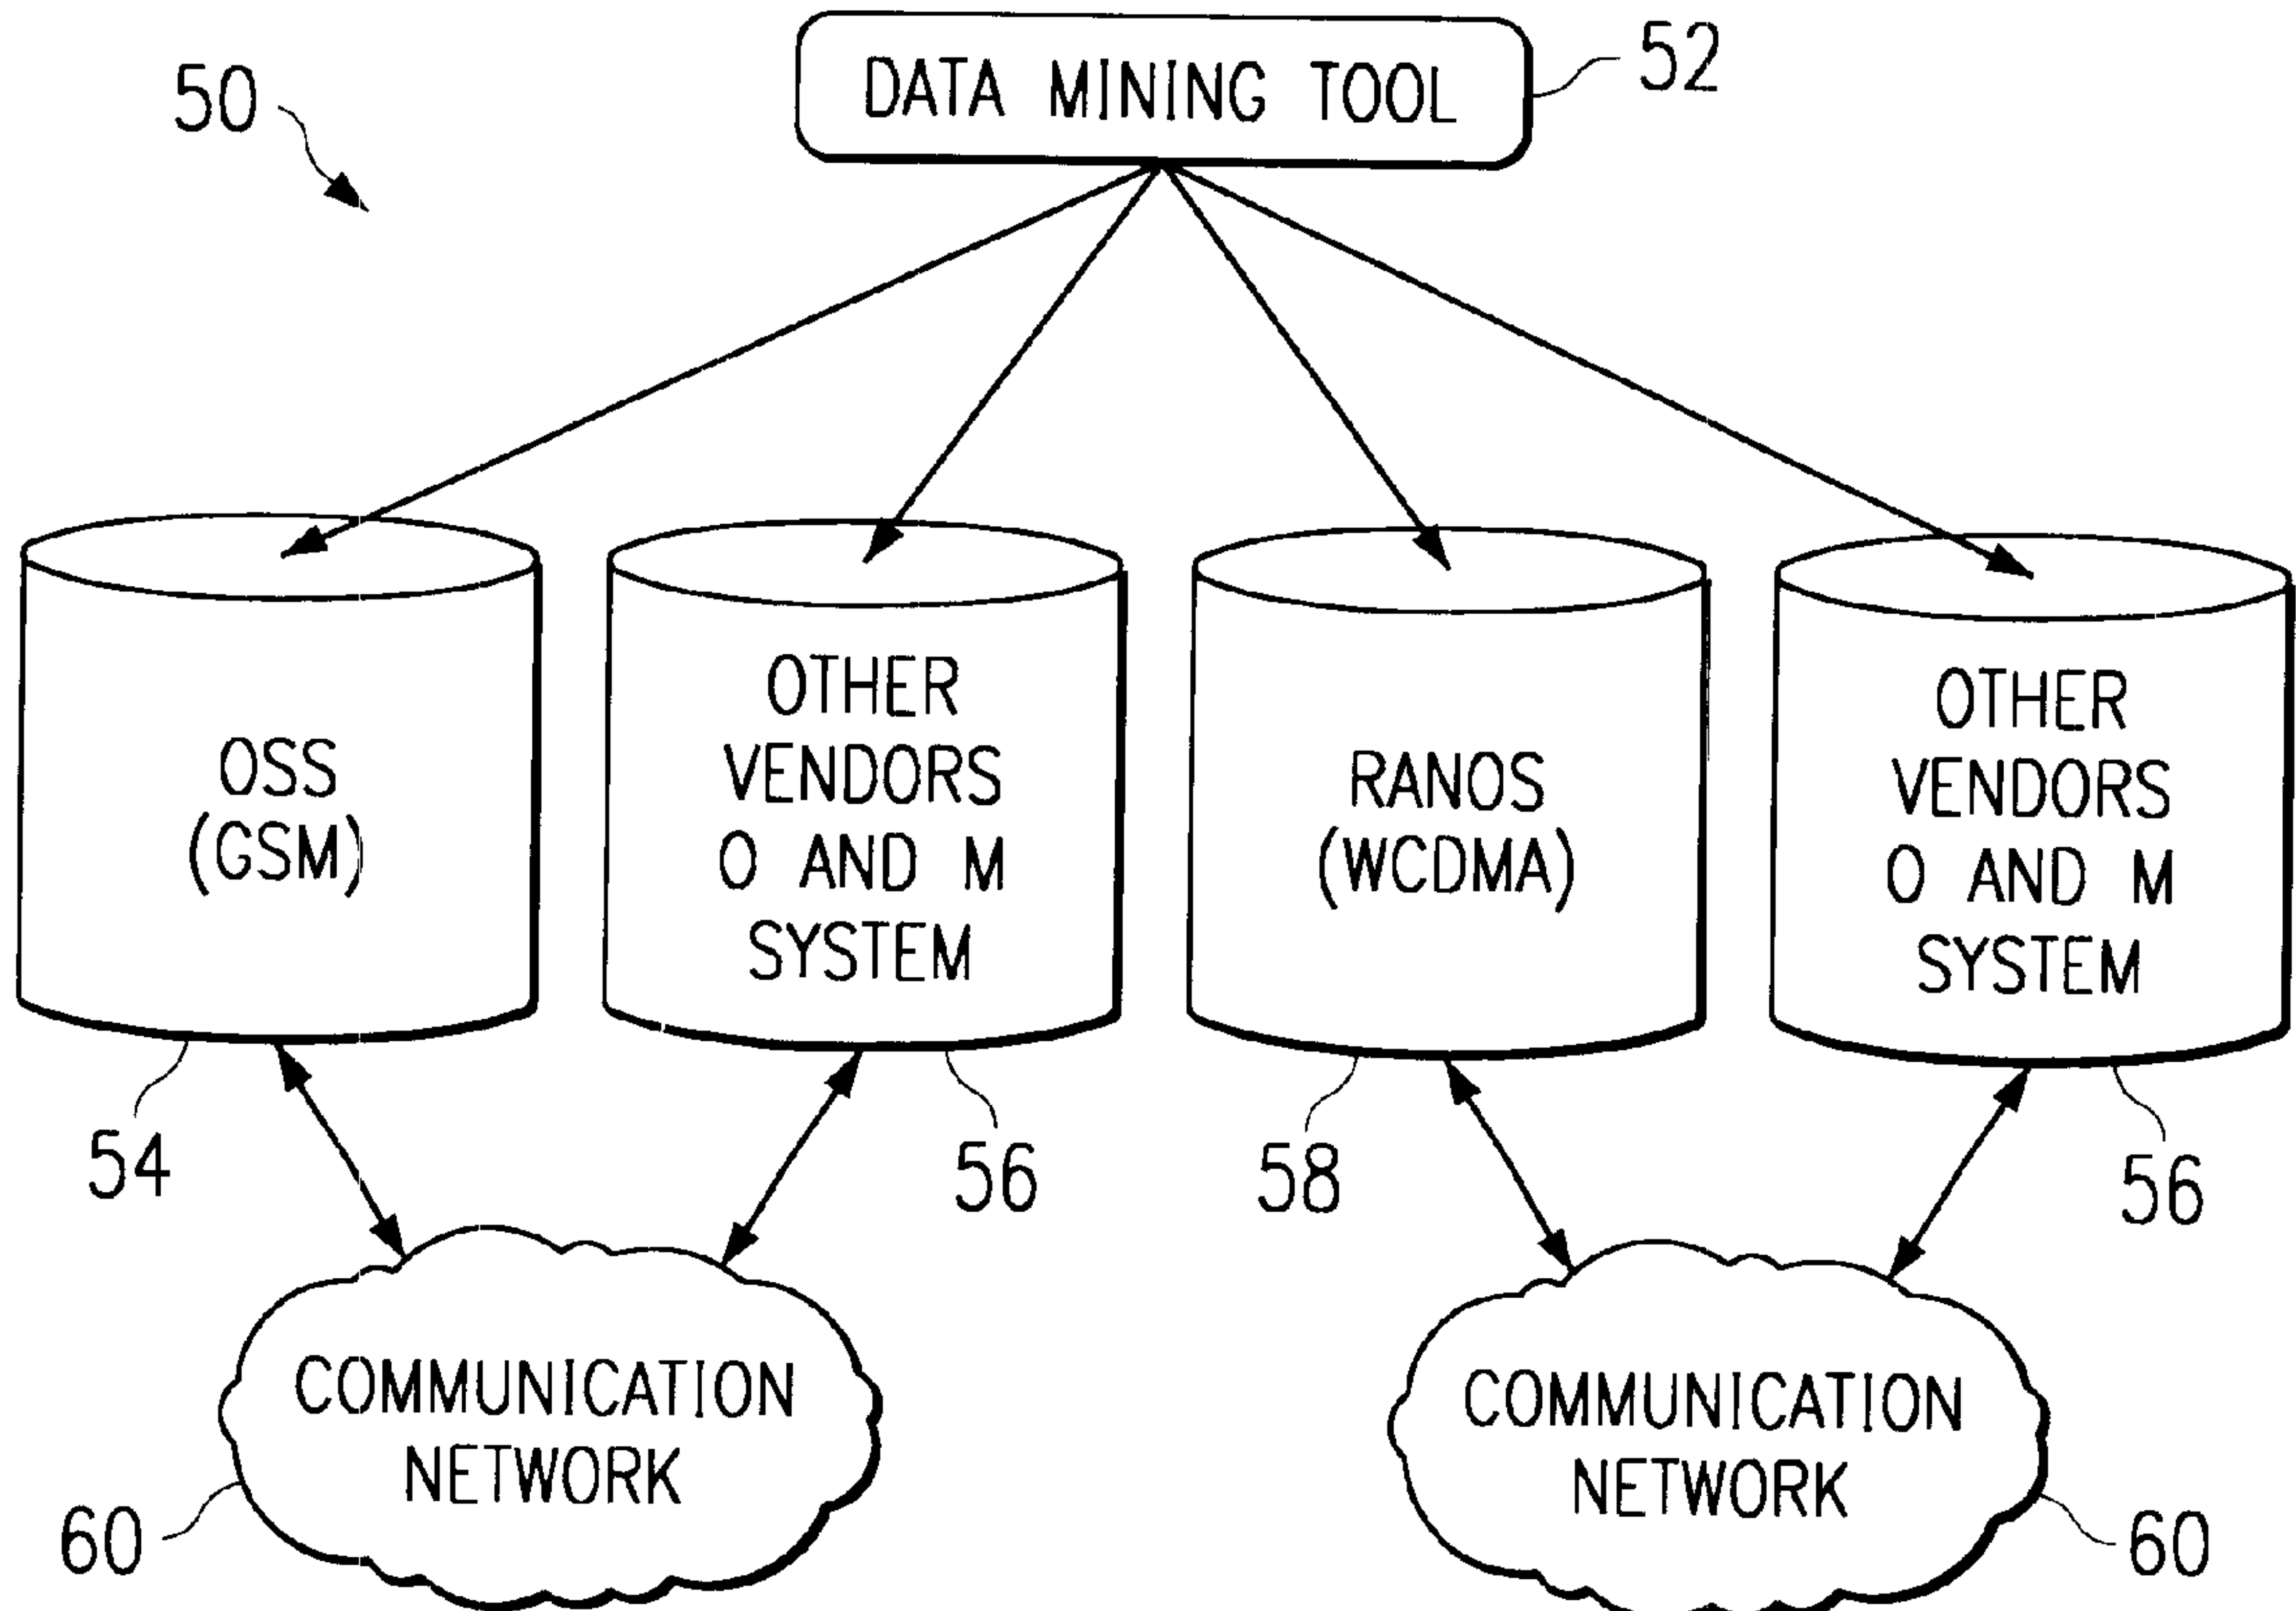 50
DATA MINING TOOL
52
OSS
(GSM)
OTHER
VENDORS
O AND M
SYSTEM
RANOS
(WCDMA)
OTHER
VENDORS
O AND M
SYSTEM
54
56
58
56
COMMUNICATION
NETWORK
COMMUNICATION
NETWORK
60
60